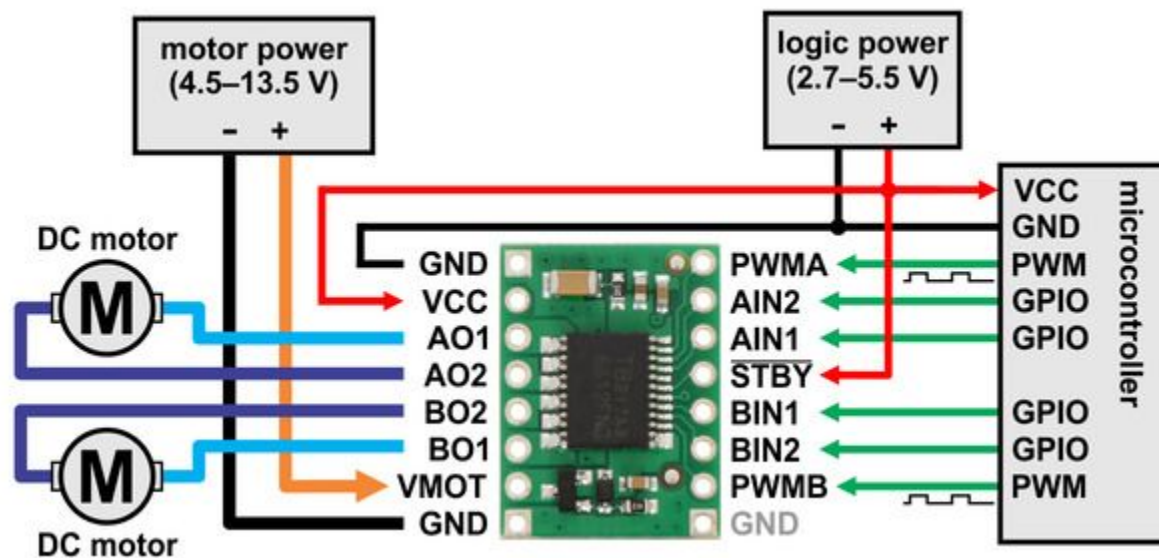 motor power
(4.5–13.5 V)
- +
logic power
(2.7–5.5 V)
- +
microcontroller
VCC
GND
PWM
GPIO
GPIO
GPIO
GPIO
PWM
DC motor
M
M
DC motor
GND
VCC
AO1
AO2
BO2
BO1
VMOT
GND
PWMA
AIN2
AIN1
STBY
BIN1
BIN2
PWMB
GND